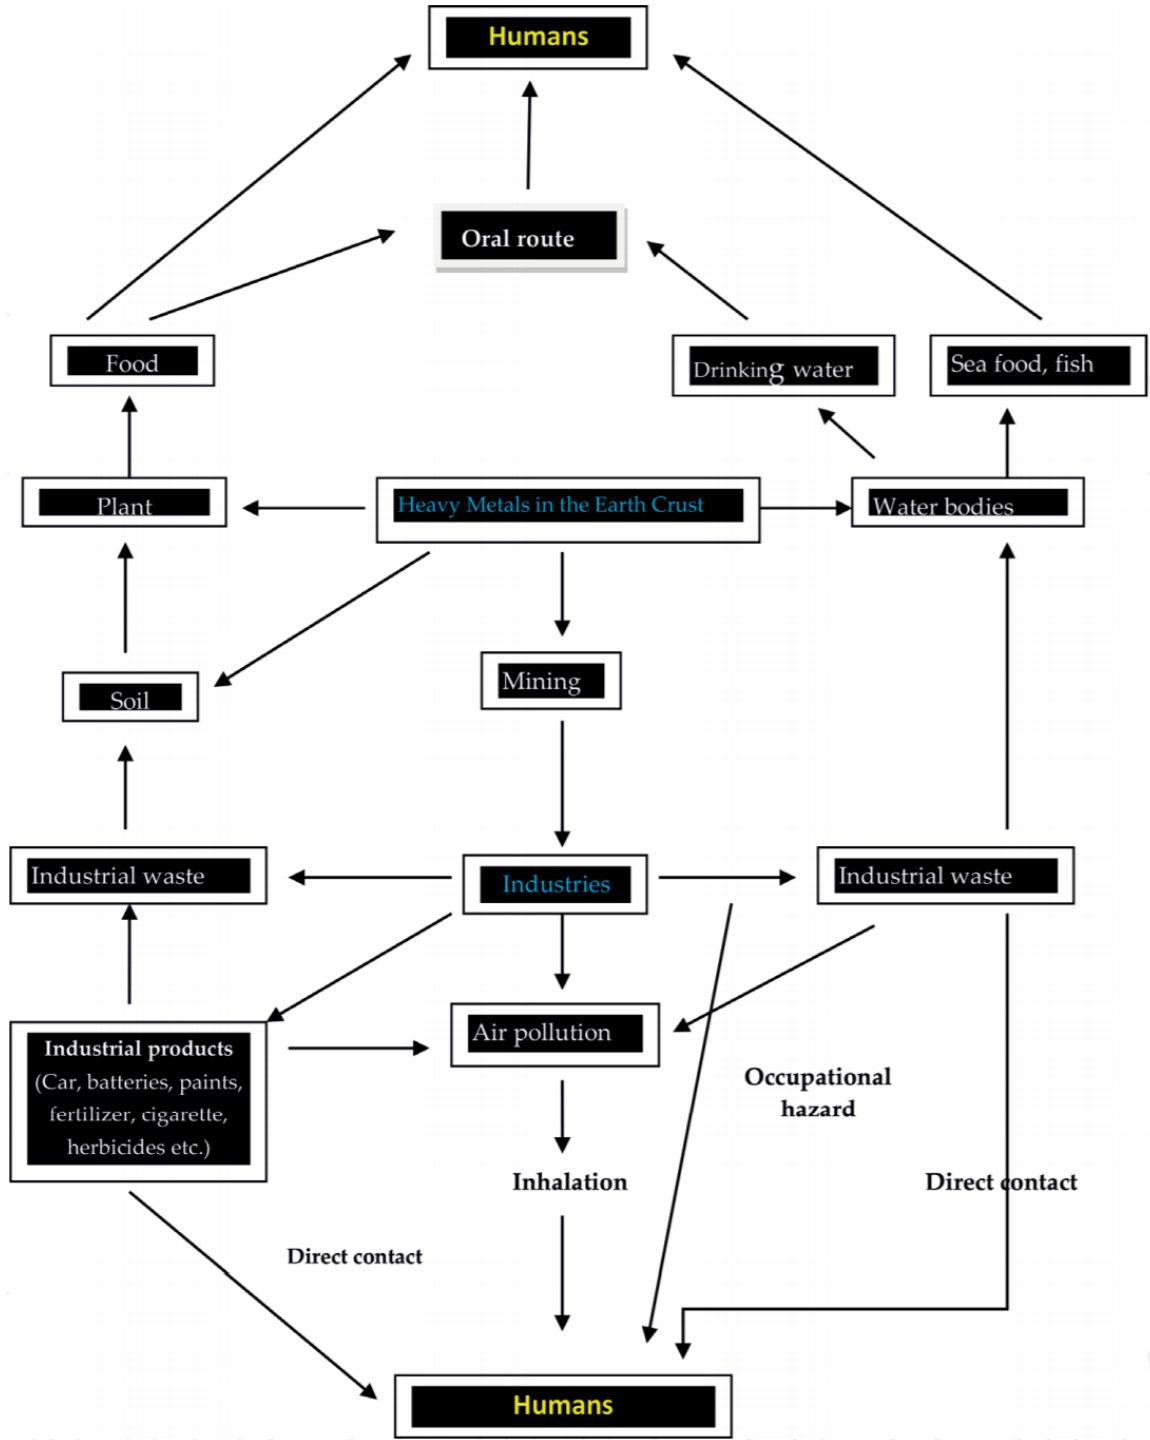 Humans
Oral route
Food
Drinking water
Sea food, fish
Plant
Heavy Metals in the Earth Crust
Water bodies
Mining
Soil
Industrial waste
Industries
Industrial waste
Industrial products
(Car, batteries, paints,
fertilizer, cigarette,
herbicides etc.)
Air pollution
Occupational
hazard
Inhalation
Direct contact
Direct contact
Humans